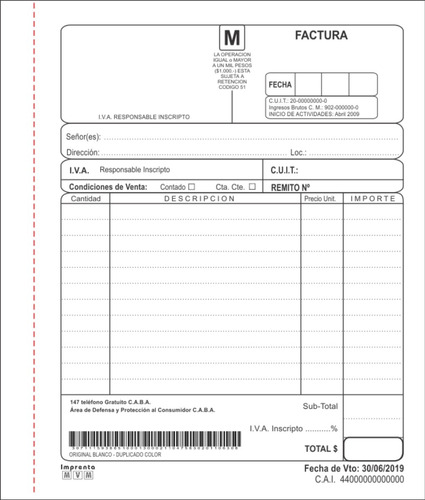 M
FACTURA
LA OPERACION
IGUAL o MAYOR
A UN MIL PESOS
($1.000.-) ESTA
SUJETA A
RETENCION
CODIGO 51
FECHA
C.U.I.T.: 20-00000000-0
Ingresos Brutos C. M.: 902-000000-0
INICIO DE ACTIVIDADES: Abril 2009
I.V.A. RESPONSABLE INSCRIPTO
Señor(es):
Dirección: Loc.:
I.V.A. Responsable Inscripto C.U.I.T.:
Condiciones de Venta: Contado Cta. Cte. REMITO Nº
Cantidad DESCRIPCION Precio Unit. IMPORTE
147 teléfono Gratuito C.A.B.A.
Área de Defensa y Protección al Consumidor C.A.B.A.
Sub-Total
I.V.A. Inscripto ..........%
TOTAL $
ORIGINAL BLANCO - DUPLICADO COLOR
Imprenta
MVM
Fecha de Vto: 30/06/2019
C.A.I. 44000000000000